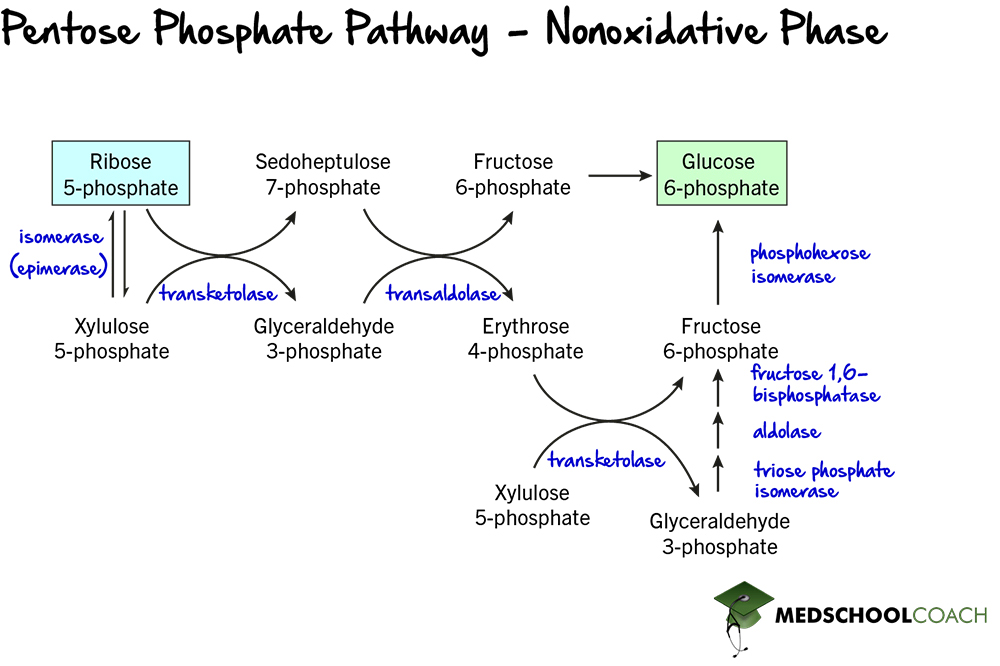 Pentose Phosphate Pathway – Nonoxidative Phase
Ribose
5-phosphate
Sedoheptulose
7-phosphate
Fructose
6-phosphate
Glucose
6-phosphate
isomerase
(epimerase)
transketolase
transaldolase
phosphohexose
isomerase
Xylulose
5-phosphate
Glyceraldehyde
3-phosphate
Erythrose
4-phosphate
Fructose
6-phosphate
fructose 1,6-
bisphosphatase
aldolase
triose phosphate
isomerase
transketolase
Xylulose
5-phosphate
Glyceraldehyde
3-phosphate
MEDSCHOOLCOACH